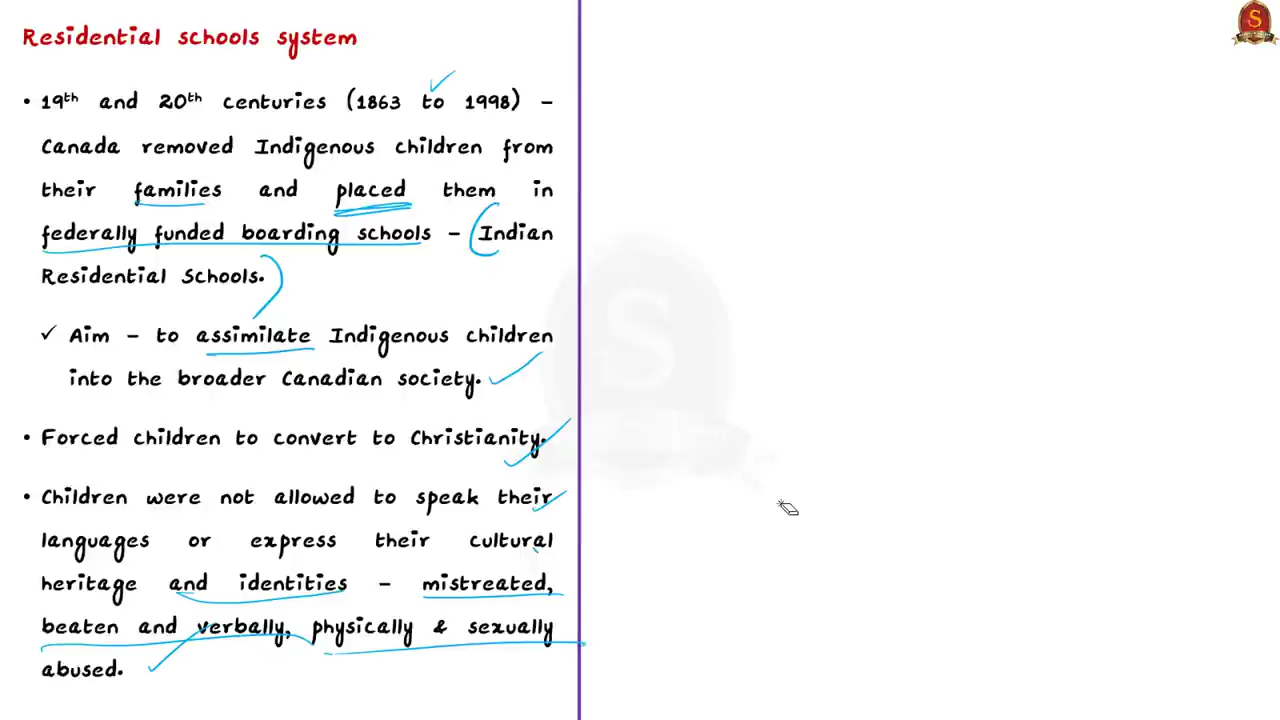 Residential schools system
• 19th and 20th centuries (1863 to 1998) –
Canada removed Indigenous children from
their families and placed them in
federally funded boarding schools – Indian
Residential Schools.
✓ Aim – to assimilate Indigenous children
into the broader Canadian society.
• Forced children to convert to Christianity.
• Children were not allowed to speak their
languages or express their cultural
heritage and identities – mistreated,
beaten and verbally, physically & sexually
abused.
S
S